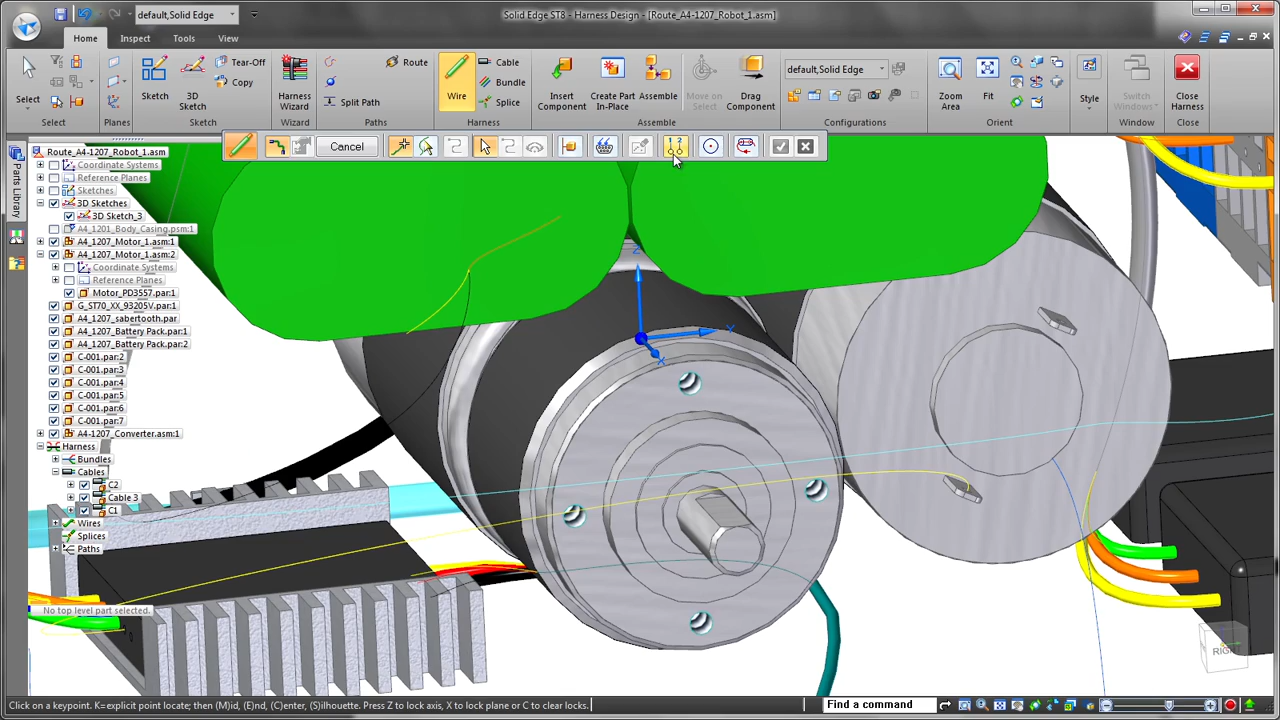 default,Solid Edge
Solid Edge ST8 - Harness Design - [Route_A4-1207_Robot_1.asm]
Home
Inspect
Tools
View
Select
Sketch
3D
Sketch
Tear-Off
Copy
Harness
Wizard
Route
Split Path
Wire
Cable
Bundle
Splice
Insert
Component
Create Part
In-Place
Assemble
Move on
Select
Drag
Component
default,Solid Edge
Zoom
Area
Fit
Style
Switch
Windows
Close
Harness
Select
Planes
Paths
Harness
Assemble
Configurations
Orient
Window
Close
Cancel
Parts Library
Route_A4-1207_Robot_1.asm
Coordinate Systems
Reference Planes
Sketches
3D Sketches
3D Sketch_3
A4_1201_Body_Casing.psm:1
A4_1207_Motor_1.asm:1
A4_1207_Motor_1.asm:2
Coordinate Systems
Reference Planes
Motor_PD3557.par:1
G_ST70_XX_93205V.par:1
A4_1207_sabertooth.par
A4_1207_Battery Pack.par:1
A4_1207_Battery Pack.par:2
C-001.par:2
C-001.par:3
C-001.par:4
C-001.par:5
C-001.par:6
C-001.par:7
A4-1207_Converter.asm:1
Harness
Bundles
Cables
C2
Cable 3
C1
Wires
Splices
Paths
No top level part selected.
Z
Y
X
RIGHT
Click on a keypoint. K=explicit point locate; then (M)id, (E)nd, (C)enter, (S)ilhouette. Press Z to lock axis, X to lock plane or C to clear locks.
Find a command